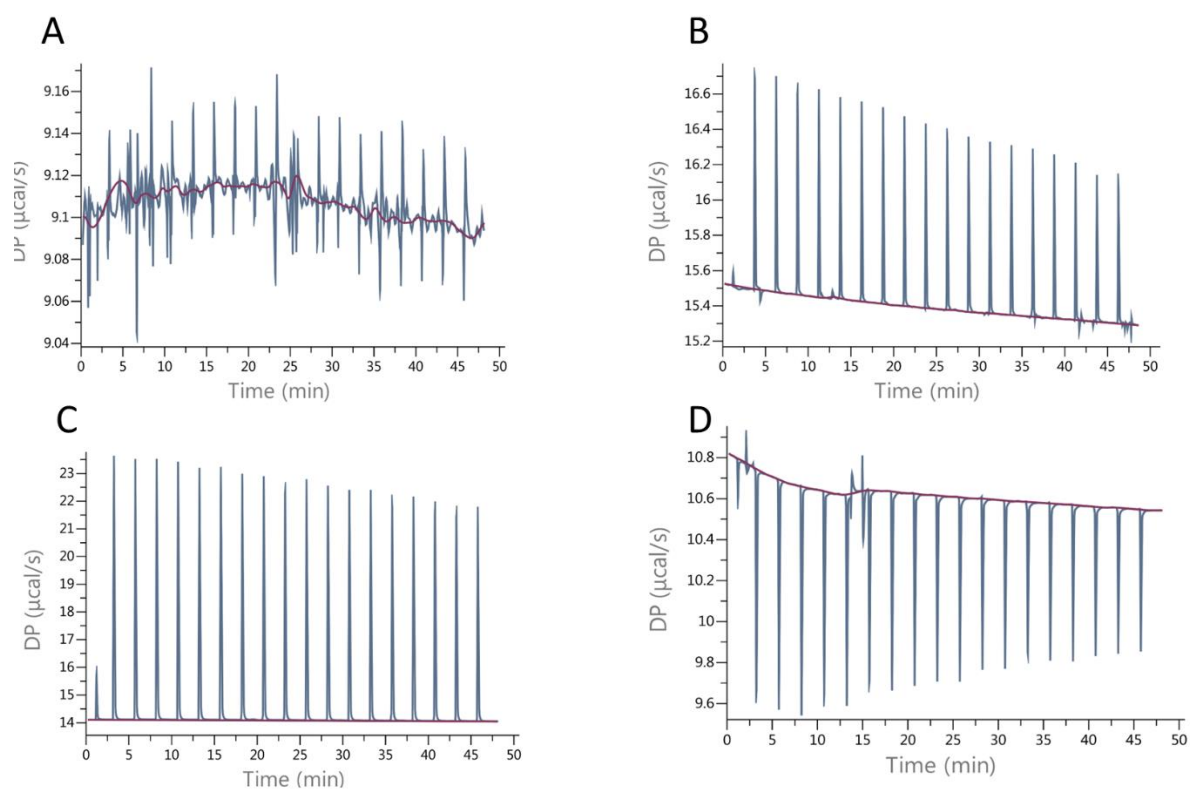 A
DP (µcal/s)
9.16
9.14
9.12
9.1
9.08
9.06
9.04
0 5 10 15 20 25 30 35 40 45 50
Time (min)
B
DP (µcal/s)
16.6
16.4
16.2
16
15.8
15.6
15.4
15.2
0 5 10 15 20 25 30 35 40 45 50
Time (min)
C
DP (µcal/s)
23
22
21
20
19
18
17
16
15
14
0 5 10 15 20 25 30 35 40 45 50
Time (min)
D
DP (µcal/s)
10.8
10.6
10.4
10.2
10
9.8
9.6
0 5 10 15 20 25 30 35 40 45 50
Time (min)